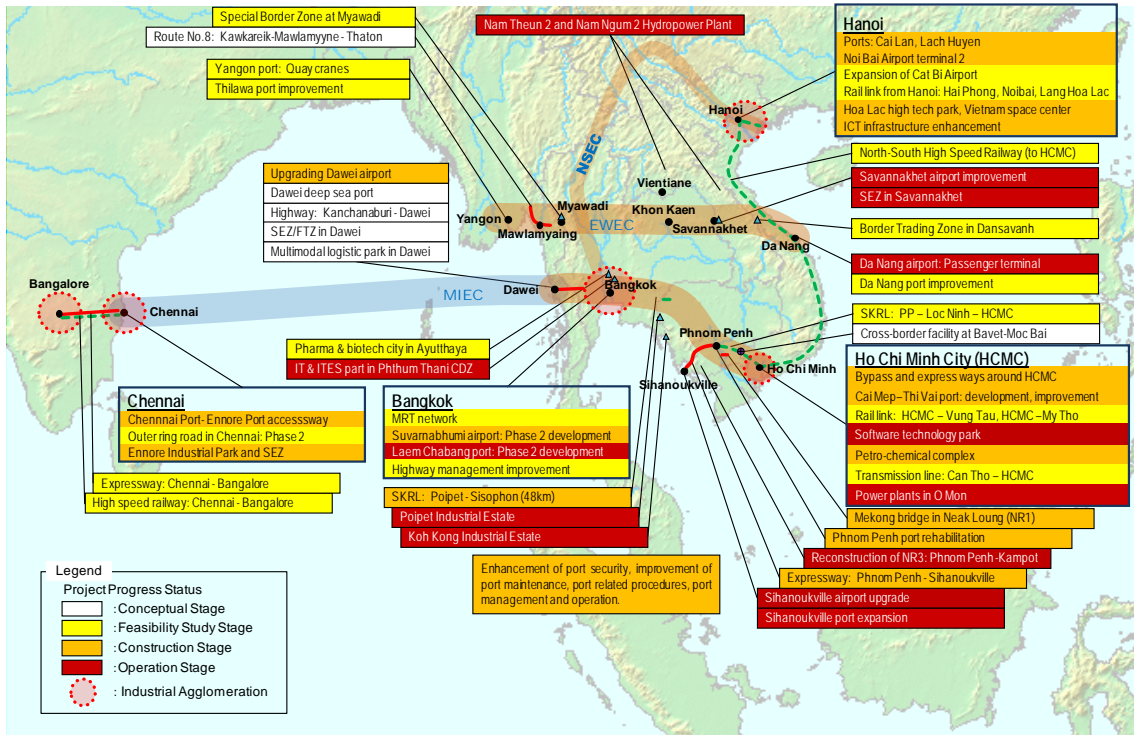 Special Border Zone at Myawadi
Route No.8: Kawkareik-Mawlamyyne - Thaton
Yangon port: Quay cranes
Thilawa port improvement
Nam Theun 2 and Nam Ngum 2 Hydropower Plant
Hanoi
Ports: Cai Lan, Lach Huyen
Noi Bai Airport terminal 2
Expansion of Cat Bi Airport
Rail link from Hanoi: Hai Phong, Noibai, Lang Hoa Lac
Hoa Lac high tech park, Vietnam space center
ICT infrastructure enhancement
Hanoi
NSEC
North-South High Speed Railway (to HCMC)
Savannakhet airport improvement
SEZ in Savannakhet
Border Trading Zone in Dansavanh
Da Nang airport: Passenger terminal
Da Nang port improvement
Upgrading Dawei airport
Dawei deep sea port
Highway: Kanchanaburi - Dawei
SEZ/FTZ in Dawei
Multimodal logistic park in Dawei
Vientiane
Myawadi
Yangon
Mawlamyaing
EWEC
Khon Kaen
Savannakhet
Da Nang
Bangalore
Chennai
MIEC
Dawei
Bangkok
Phnom Penh
Sihanoukville
Ho Chi Minh
SKRL: PP – Loc Ninh – HCMC
Cross-border facility at Bavet-Moc Bai
Pharma & biotech city in Ayutthaya
IT & ITES part in Phthum Thani CDZ
Ho Chi Minh City (HCMC)
Bypass and express ways around HCMC
Cai Mep–Thi Vai port: development, improvement
Rail link: HCMC – Vung Tau, HCMC –My Tho
Software technology park
Petro-chemical complex
Transmission line: Can Tho – HCMC
Power plants in O Mon
Chennai
Chennnai Port- Ennore Port accesssway
Outer ring road in Chennai: Phase 2
Ennore Industrial Park and SEZ
Expressway: Chennai - Bangalore
High speed railway: Chennai - Bangalore
Bangkok
MRT network
Suvarnabhumi airport: Phase 2 development
Laem Chabang port: Phase 2 development
Highway management improvement
SKRL: Poipet - Sisophon (48km)
Poipet Industrial Estate
Koh Kong Industrial Estate
Mekong bridge in Neak Loung (NR1)
Phnom Penh port rehabilitation
Reconstruction of NR3: Phnom Penh -Kampot
Expressway: Phnom Penh - Sihanoukville
Sihanoukville airport upgrade
Sihanoukville port expansion
Enhancement of port security, improvement of
port maintenance, port related procedures, port
management and operation.
Legend
Project Progress Status
: Conceptual Stage
: Feasibility Study Stage
: Construction Stage
: Operation Stage
: Industrial Agglomeration